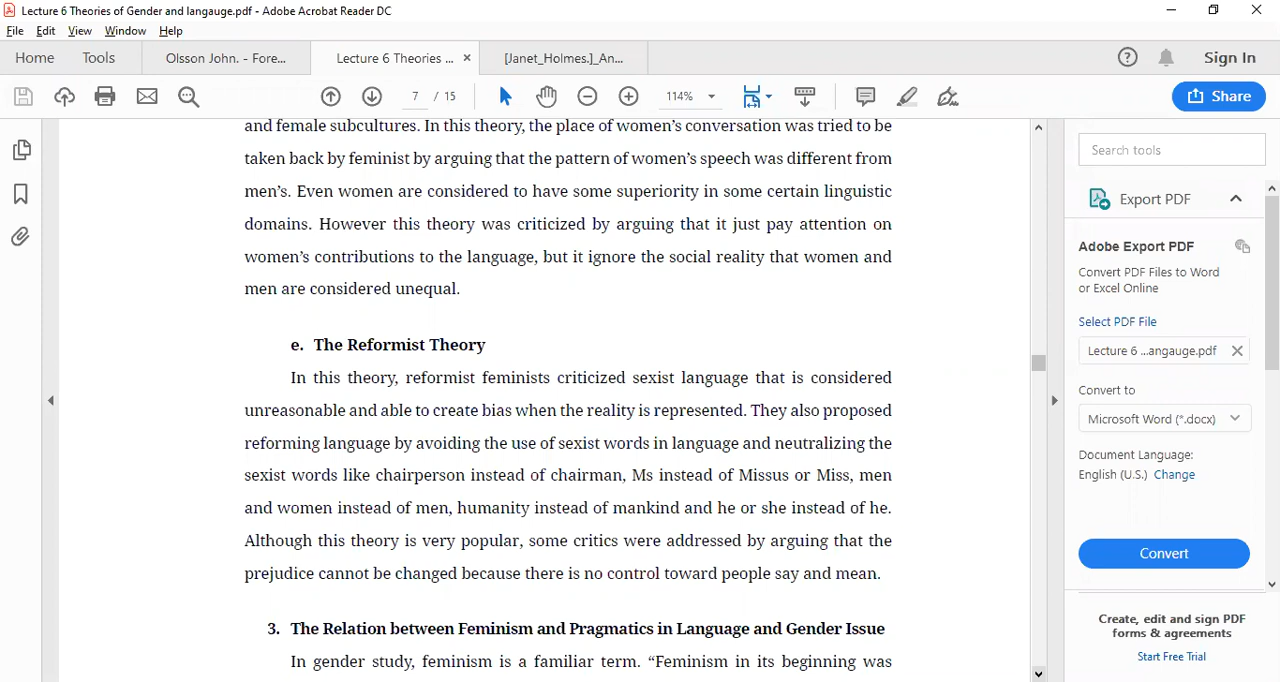 Lecture 6 Theories of Gender and langauge.pdf - Adobe Acrobat Reader DC
File Edit View Window Help
Home Tools Olsson John. - Fore... Lecture 6 Theories ... × [Janet_Holmes.]_An... Sign In
7 / 15 114% Share
and female subcultures. In this theory, the place of women’s conversation was tried to be
taken back by feminist by arguing that the pattern of women’s speech was different from
men’s. Even women are considered to have some superiority in some certain linguistic
domains. However this theory was criticized by arguing that it just pay attention on
women’s contributions to the language, but it ignore the social reality that women and
men are considered unequal.
e. The Reformist Theory
In this theory, reformist feminists criticized sexist language that is considered
unreasonable and able to create bias when the reality is represented. They also proposed
reforming language by avoiding the use of sexist words in language and neutralizing the
sexist words like chairperson instead of chairman, Ms instead of Missus or Miss, men
and women instead of men, humanity instead of mankind and he or she instead of he.
Although this theory is very popular, some critics were addressed by arguing that the
prejudice cannot be changed because there is no control toward people say and mean.
3. The Relation between Feminism and Pragmatics in Language and Gender Issue
In gender study, feminism is a familiar term. “Feminism in its beginning was
Search tools
Export PDF
Adobe Export PDF
Convert PDF Files to Word
or Excel Online
Select PDF File
Lecture 6 ...angauge.pdf
Convert to
Microsoft Word (*.docx)
Document Language:
English (U.S.) Change
Convert
Create, edit and sign PDF
forms & agreements
Start Free Trial